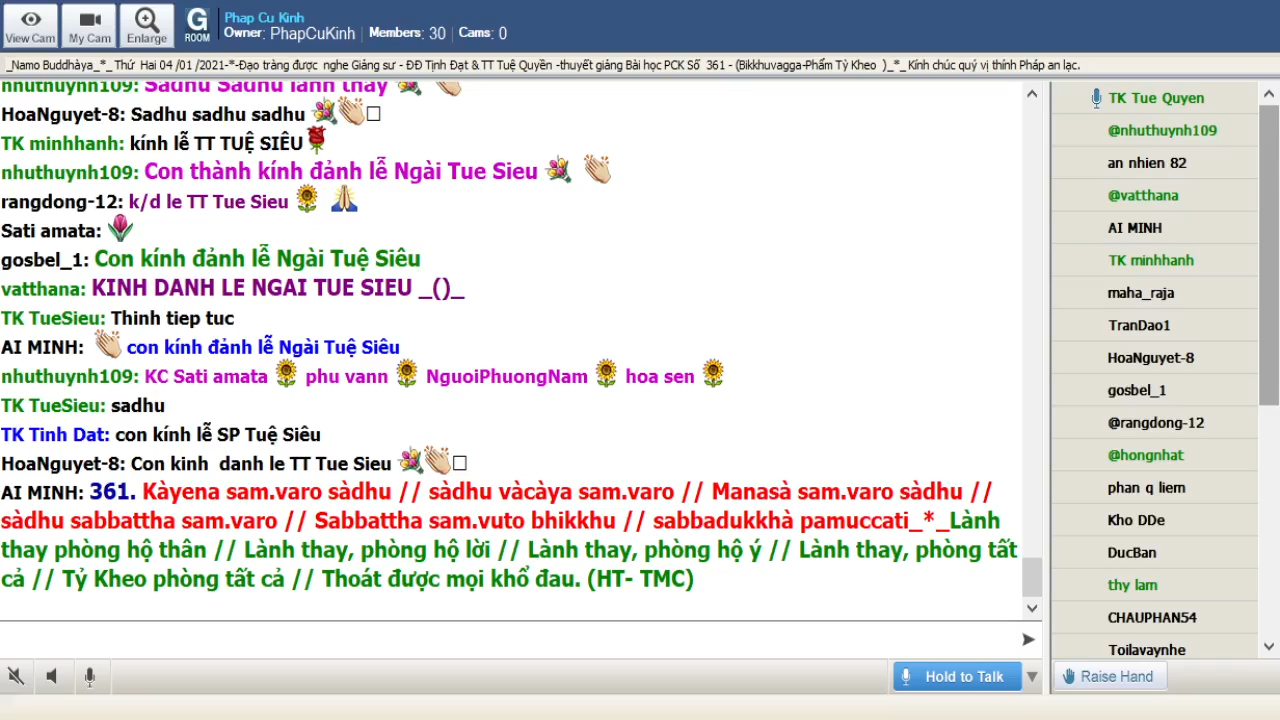 View Cam
My Cam
Enlarge
G
ROOM
Phap Cu Kinh
Owner: PhapCuKinh | Members: 30 | Cams: 0
_Namo Buddhàya_*_ Thứ Hai 04 /01 /2021-*-Đạo tràng được nghe Giảng sư - ĐĐ Tịnh Đạt & TT Tuệ Quyền -thuyết giảng Bài học PCK Số 361 - (Bikkhuvagga-Phẩm Tỳ Kheo )_*_Kính chúc quý vị thính Pháp an lạc.
nhuthuynh109: Sadhu Sadhu lành thay
HoaNguyet-8: Sadhu sadhu sadhu
TK minhhanh: kính lễ TT TUỆ SIÊU
nhuthuynh109: Con thành kính đảnh lễ Ngài Tue Sieu
rangdong-12: k/d le TT Tue Sieu
Sati amata:
gosbel_1: Con kính đảnh lễ Ngài Tuệ Siêu
vatthana: KINH DANH LE NGAI TUE SIEU _()_
TK TueSieu: Thinh tiep tuc
AI MINH: con kính đảnh lễ Ngài Tuệ Siêu
nhuthuynh109: KC Sati amata phu vann NguoiPhuongNam hoa sen
TK TueSieu: sadhu
TK Tinh Dat: con kính lễ SP Tuệ Siêu
HoaNguyet-8: Con kinh danh le TT Tue Sieu
AI MINH: 361. Kàyena sam.varo sàdhu // sàdhu vàcàya sam.varo // Manasà sam.varo sàdhu //
sàdhu sabbattha sam.varo // Sabbattha sam.vuto bhikkhu // sabbadukkhà pamuccati_*_Lành
thay phòng hộ thân // Lành thay, phòng hộ lời // Lành thay, phòng hộ ý // Lành thay, phòng tất
cả // Tỷ Kheo phòng tất cả // Thoát được mọi khổ đau. (HT- TMC)
Hold to Talk
TK Tue Quyen
@nhuthuynh109
an nhien 82
@vatthana
AI MINH
TK minhhanh
maha_raja
TranDao1
HoaNguyet-8
gosbel_1
@rangdong-12
@hongnhat
phan q liem
Kho DDe
DucBan
thy lam
CHAUPHAN54
Toilavaynhe
Raise Hand